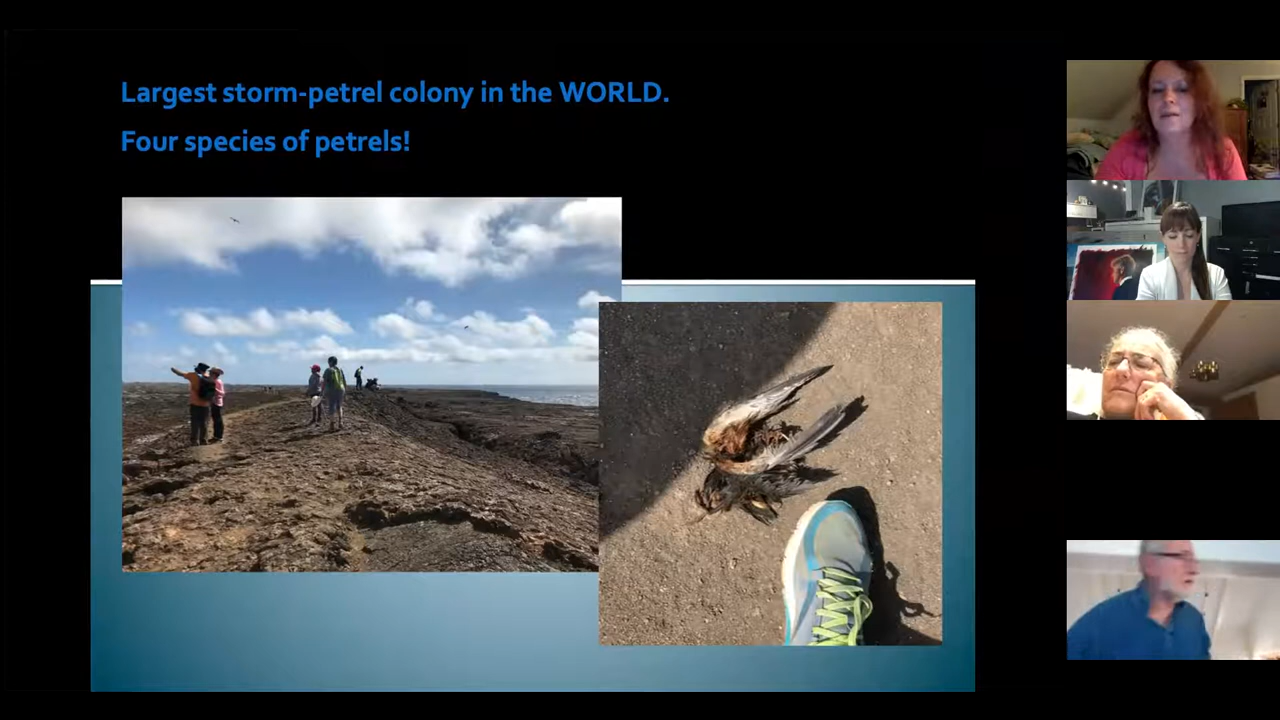 Largest storm-petrel colony in the WORLD.
Four species of petrels!